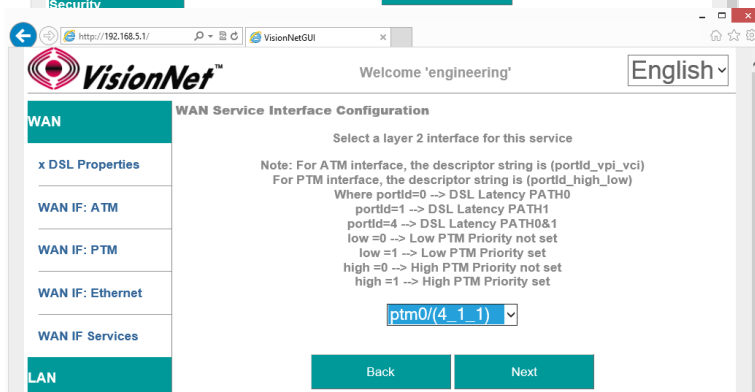 Security
http://192.168.5.1/
VisionNetGUI
VisionNet™
Welcome 'engineering'
English
WAN
x DSL Properties
WAN IF: ATM
WAN IF: PTM
WAN IF: Ethernet
WAN IF Services
LAN
WAN Service Interface Configuration
Select a layer 2 interface for this service
Note: For ATM interface, the descriptor string is (portId_vpi_vci)
For PTM interface, the descriptor string is (portId_high_low)
Where portId=0 --> DSL Latency PATH0
portId=1 --> DSL Latency PATH1
portId=4 --> DSL Latency PATH0&1
low =0 --> Low PTM Priority not set
low =1 --> Low PTM Priority set
high =0 --> High PTM Priority not set
high =1 --> High PTM Priority set
ptm0/(4_1_1)
Back
Next